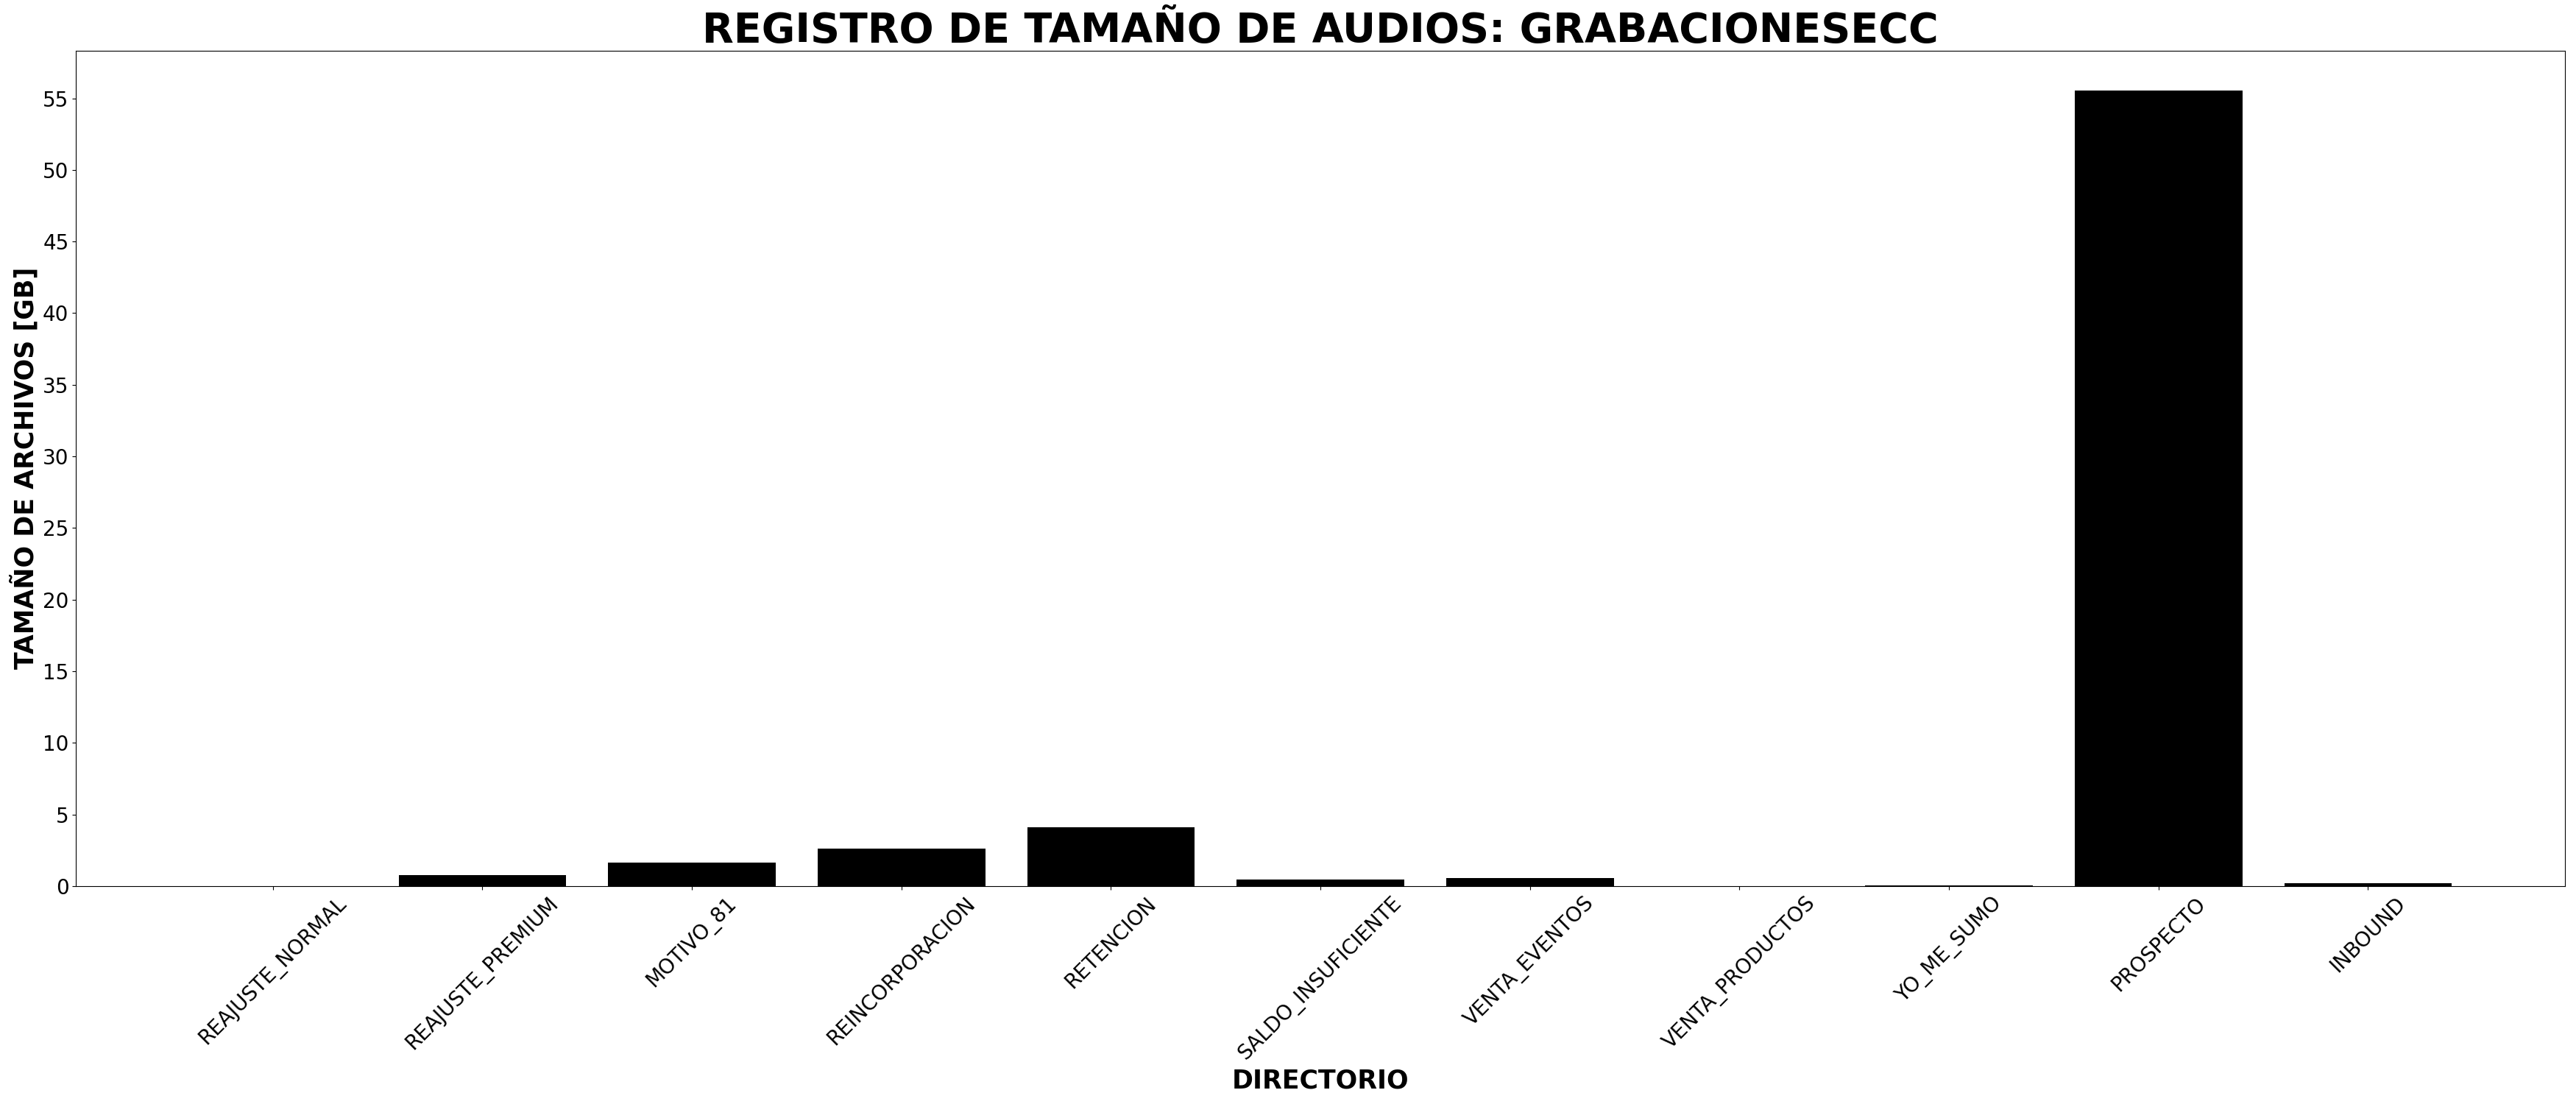 REGISTRO DE TAMAÑO DE AUDIOS: GRABACIONESECC
TAMAÑO DE ARCHIVOS [GB]
55
50
45
40
35
30
25
20
15
10
5
0
REAJUSTE_NORMAL
REAJUSTE_PREMIUM
MOTIVO_81
REINCORPORACION
RETENCION
SALDO_INSUFICIENTE
VENTA_EVENTOS
VENTA_PRODUCTOS
YO_ME_SUMO
PROSPECTO
INBOUND
DIRECTORIO